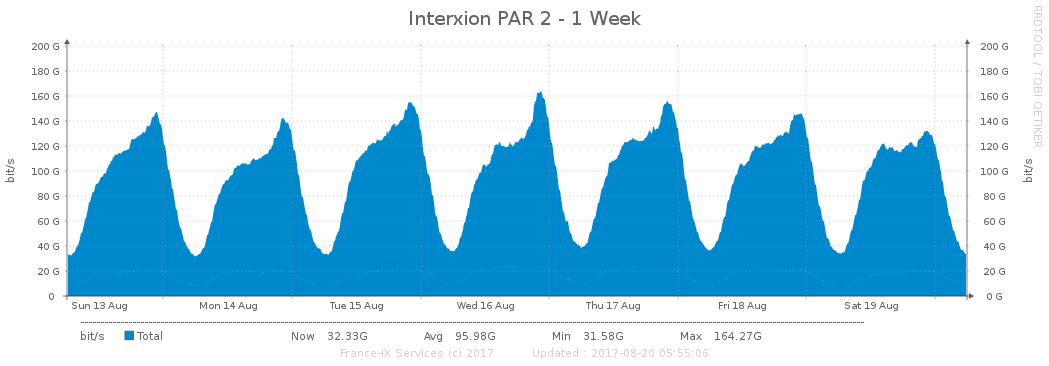 Interxion PAR 2 - 1 Week
RRDTOOL / TOBI OETIKER
bit/s
200 G 200 G
180 G 180 G
160 G 160 G
140 G 140 G
120 G 120 G
100 G 100 G
80 G 80 G
60 G 60 G
40 G 40 G
20 G 20 G
0 0 G
bit/s
Sun 13 Aug Mon 14 Aug Tue 15 Aug Wed 16 Aug Thu 17 Aug Fri 18 Aug Sat 19 Aug
bit/s Total Now 32.33G Avg 95.98G Min 31.58G Max 164.27G
France-IX Services (c) 2017 Updated : 2017-08-20 05:55:06